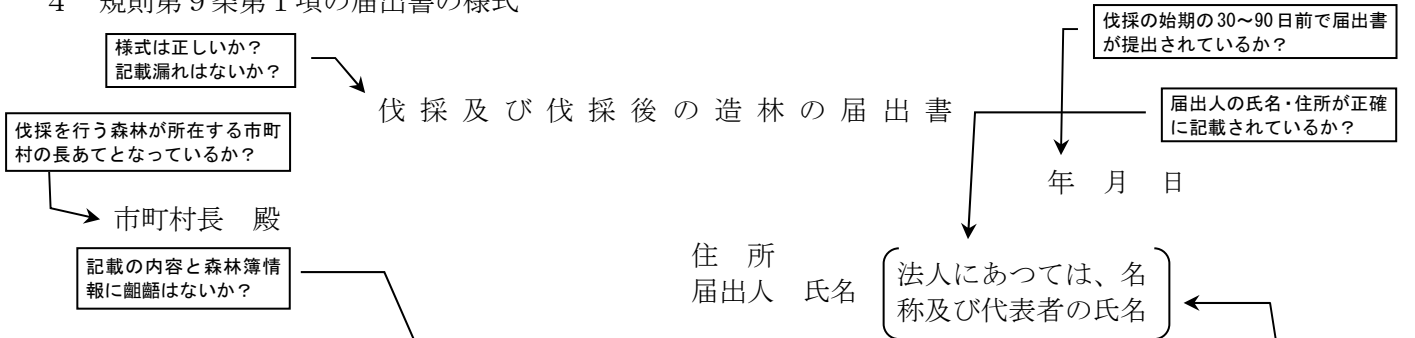 4 規則第9条第1項の届出書の様式
様式は正しいか？
記載漏れはないか？
伐採の始期の30～90日前で届出書
が提出されているか？
伐採及び伐採後の造林の届出書
届出人の氏名・住所が正確
に記載されているか？
伐採を行う森林が所在する市町
村の長あてとなっているか？
年 月 日
市町村長 殿
記載の内容と森林簿情
報に齟齬はないか？
住 所
届出人 氏名
法人にあつては、名
称及び代表者の氏名